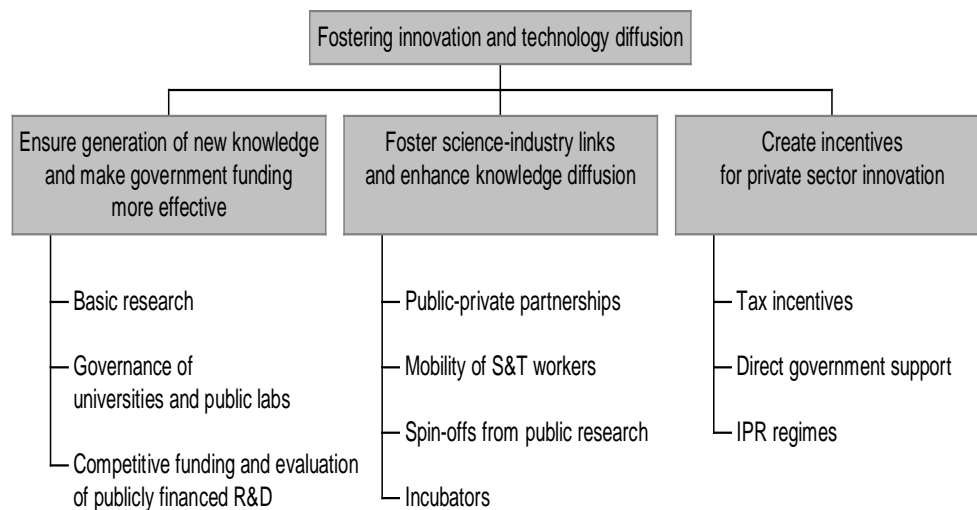 Fostering innovation and technology diffusion
Ensure generation of new knowledge
and make government funding
more effective
Foster science-industry links
and enhance knowledge diffusion
Create incentives
for private sector innovation
Basic research
Governance of
universities and public labs
Competitive funding and evaluation
of publicly financed R&D
Public-private partnerships
Mobility of S&T workers
Spin-offs from public research
Incubators
Tax incentives
Direct government support
IPR regimes